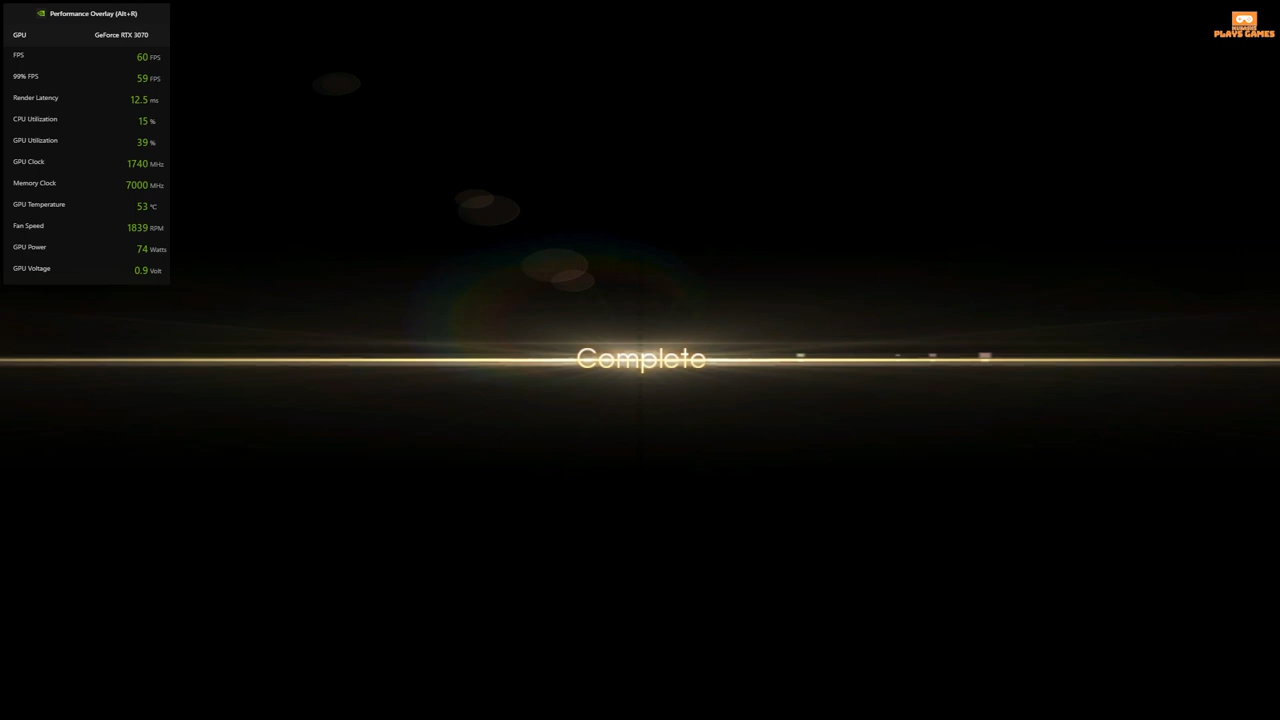 Performance Overlay (Alt+R)
GPU GeForce RTX 3070
FPS 60 FPS
99% FPS 59 FPS
Render Latency 12.5 ms
CPU Utilization 15 %
GPU Utilization 39 %
GPU Clock 1740 MHz
Memory Clock 7000 MHz
GPU Temperature 53 °C
Fan Speed 1839 RPM
GPU Power 74 Watts
GPU Voltage 0.9 Volt
PLAYS GAMES
Complete